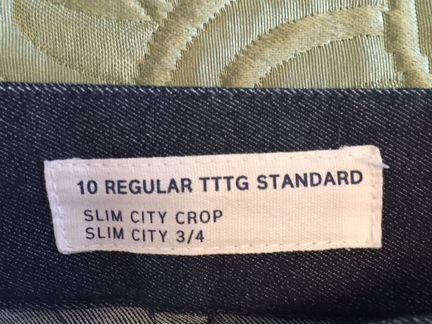 10 REGULAR TTTG STANDARD
SLIM CITY CROP
SLIM CITY 3/4